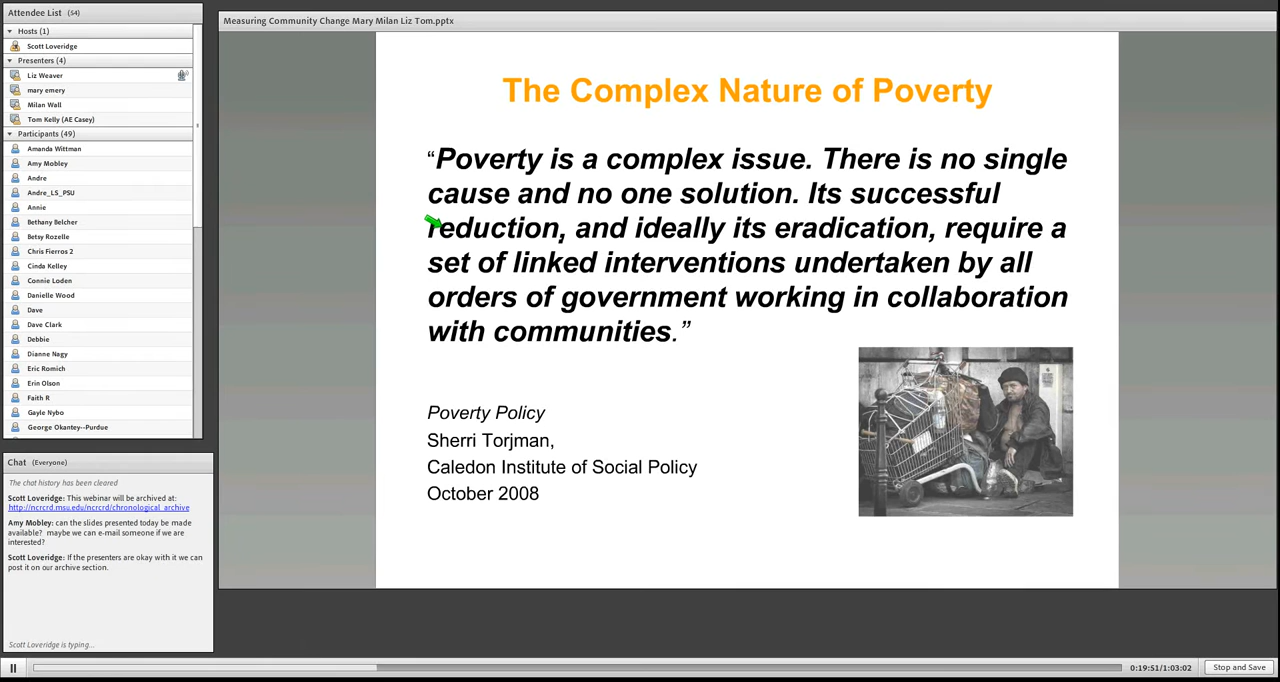 Attendee List (54)
Hosts (1)
Scott Loveridge
Presenters (4)
Liz Weaver
mary emery
Milan Wall
Tom Kelly (AE Casey)
Participants (49)
Amanda Wittman
Amy Mobley
Andre
Andre_LS_PSU
Annie
Bethany Belcher
Betsy Rozelle
Chris Fierros 2
Cinda Kelley
Connie Loden
Danielle Wood
Dave
Dave Clark
Debbie
Dianne Nagy
Eric Romich
Erin Olson
Faith R
Gayle Nybo
George Okantey--Purdue
Chat (Everyone)
The chat history has been cleared
Scott Loveridge: This webinar will be archived at:
http://ncrcrd.msu.edu/ncrcrd/chronological_archive
Amy Mobley: can the slides presented today be made
available? maybe we can e-mail someone if we are
interested?
Scott Loveridge: If the presenters are okay with it we can
post it on our archive section.
Scott Loveridge is typing...
Measuring Community Change Mary Milan Liz Tom.pptx
The Complex Nature of Poverty
“Poverty is a complex issue. There is no single
cause and no one solution. Its successful
reduction, and ideally its eradication, require a
set of linked interventions undertaken by all
orders of government working in collaboration
with communities.”
Poverty Policy
Sherri Torjman,
Caledon Institute of Social Policy
October 2008
0:19:51/1:03:02
Stop and Save